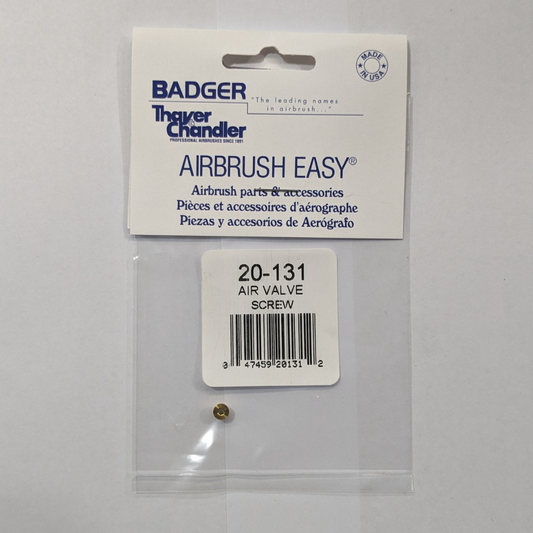 MADE
IN USA
BADGER
"The leading names
in airbrush..."
Thayer
& Chandler
PROFESSIONAL AIRBRUSHES SINCE 1891
AIRBRUSH EASY®
Airbrush parts & accessories
Pièces et accessoires d'aérographe
Piezas y accesorios de Aerógrafo
20-131
AIR VALVE
SCREW
0 47459 20131 2